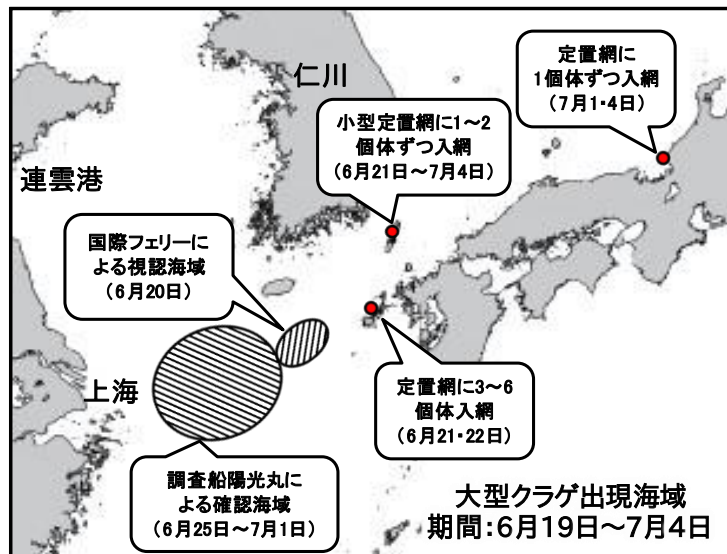 定置網に
1個体ずつ入網
（7月1・4日）
仁川
小型定置網に1～2
個体ずつ入網
（6月21日～7月4日）
連雲港
国際フェリーに
よる視認海域
（6月20日）
上海
定置網に3～6
個体入網
（6月21・22日）
調査船陽光丸に
よる確認海域
（6月25日～7月1日）
大型クラゲ出現海域
期間：6月19日～7月4日